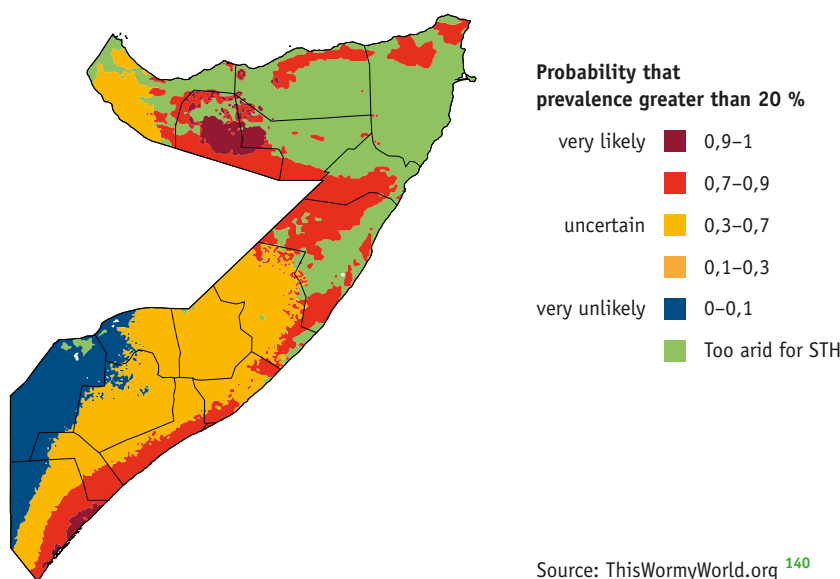 Probability that
prevalence greater than 20 %
very likely 0,9–1
0,7–0,9
uncertain 0,3–0,7
0,1–0,3
very unlikely 0–0,1
Too arid for STH
Source: ThisWormyWorld.org 140